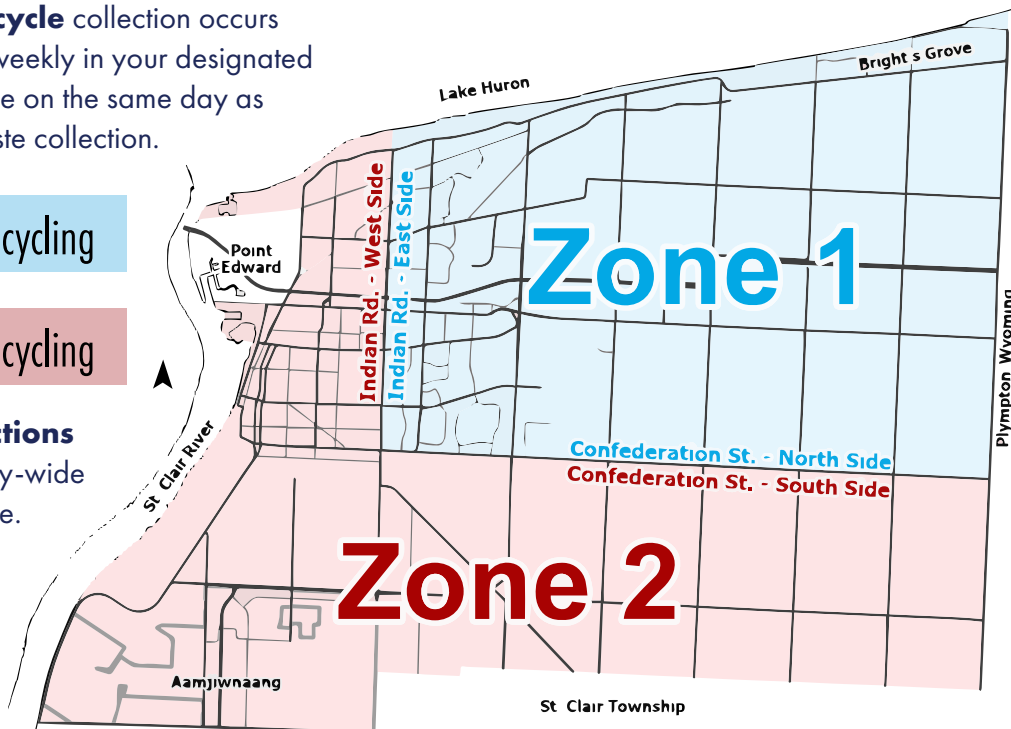 cycle collection occurs
weekly in your designated
e on the same day as
ste collection.
Lake Huron
Bright s Grove
cycling
Point
Edward
Indian Rd. - West Side
Indian Rd. - East Side
Zone 1
cycling
Plympton Wyoming
ctions
y-wide
e.
St Clair River
Confederation St. - North Side
Confederation St. - South Side
Zone 2
Aamjiwnaang
St Clair Township